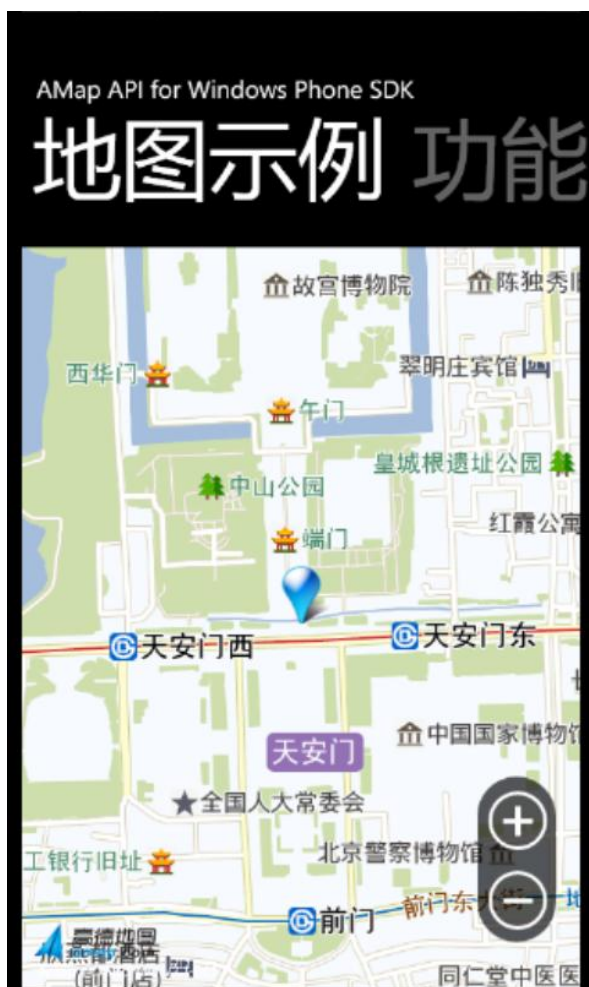 AMap API for Windows Phone SDK
地图示例 功能
故宫博物院
陈独秀旧
西华门
翠明庄宾馆
午门
皇城根遗址公园
中山公园
红霞公寓
端门
天安门西
天安门东
天安门
中国国家博物馆
全国人大常委会
工银行旧址
北京警察博物馆
前门东大街
前门
高德地图
(前门店)
同仁堂中医医